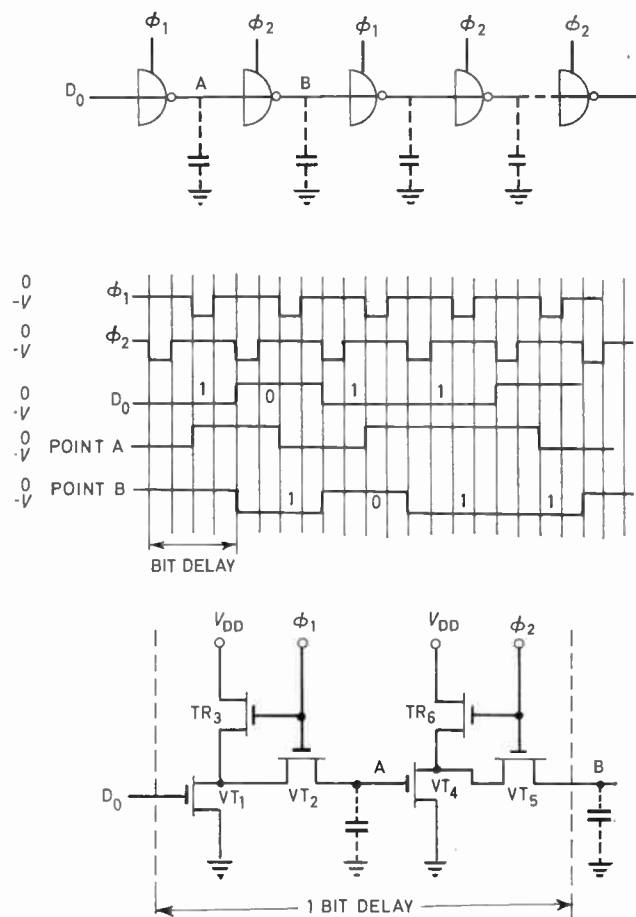 ϕ1 ϕ2 ϕ1 ϕ2 ϕ2
D0 A B
0
-V ϕ1
0
-V ϕ2
0
-V D0 1 0 1 1
0
-V POINT A
0
-V POINT B 1 0 1 1
BIT DELAY
VDD ϕ1 VDD ϕ2
TR3 TR6
A B
D0 VT1 VT2 VT4 VT5
1 BIT DELAY